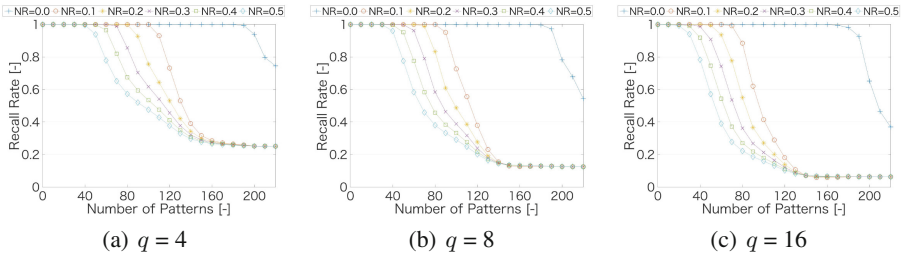 NR=0.0 NR=0.1 NR=0.2 NR=0.3 NR=0.4 NR=0.5
1
0.8
0.6
0.4
0.2
0
Recall Rate [-]
0 40 80 120 160 200
Number of Patterns [-]
(a) q = 4
NR=0.0 NR=0.1 NR=0.2 NR=0.3 NR=0.4 NR=0.5
1
0.8
0.6
0.4
0.2
0
Recall Rate [-]
0 40 80 120 160 200
Number of Patterns [-]
(b) q = 8
NR=0.0 NR=0.1 NR=0.2 NR=0.3 NR=0.4 NR=0.5
1
0.8
0.6
0.4
0.2
0
Recall Rate [-]
0 40 80 120 160 200
Number of Patterns [-]
(c) q = 16